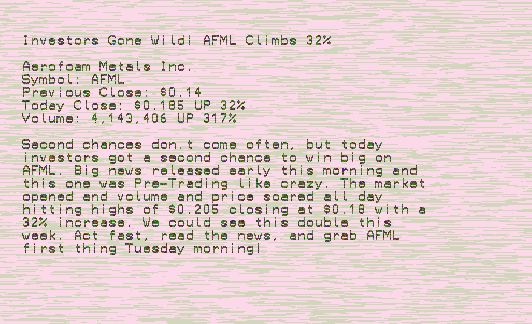 Investors Gone Wild! AFML Climbs 32%
Aerofoam Metals Inc.
Symbol: AFML
Previous Close: $0.14
Today Close: $0.185 UP 32%
Volume: 4,143,406 UP 317%
Second chances don,t come often, but today
investors got a second chance to win big on
AFML. Big news released early this morning and
this one was Pre-Trading like crazy. The market
opened and volume and price soared all day
hitting highs of $0.205 closing at $0.18 with a
32% increase. We could see this double this
week. Act fast, read the news, and grab AFML
first thing Tuesday morning!